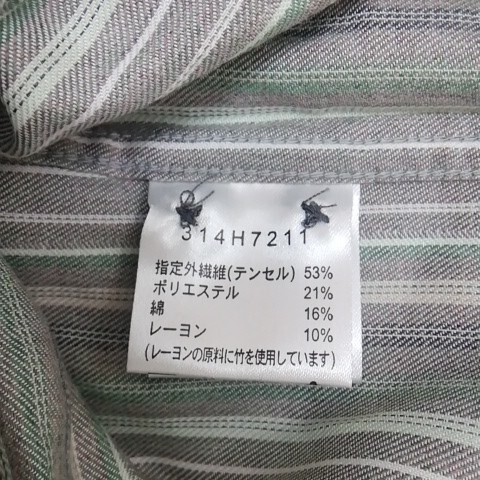 314H7211
指定外繊維(テンセル) 53%
ポリエステル 21%
綿 16%
レーヨン 10%
(レーヨンの原料に竹を使用しています)